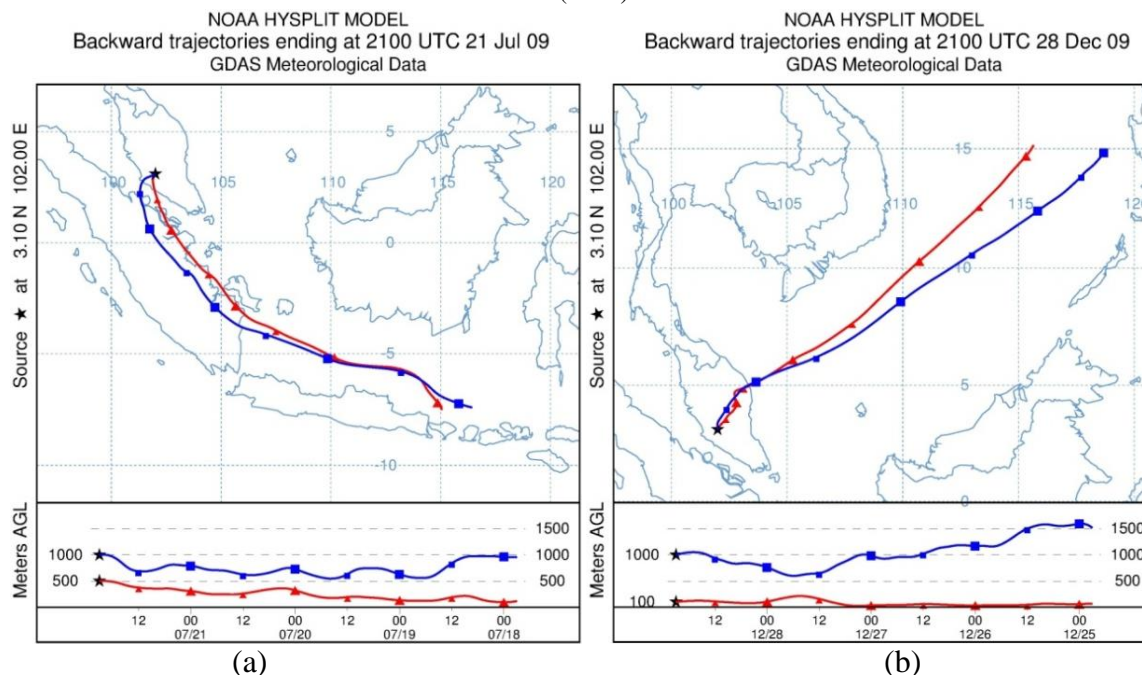 NOAA HYSPLIT MODEL
Backward trajectories ending at 2100 UTC 21 Jul 09
GDAS Meteorological Data
Source ★ at 3.10 N 102.00 E
5
100 105 115 120
0
-5
-10
Meters AGL
1500
1000 1000
500 500
12 00 12 00 12 00 12 00
07/21 07/20 07/19 07/18
(a)
NOAA HYSPLIT MODEL
Backward trajectories ending at 2100 UTC 28 Dec 09
GDAS Meteorological Data
Source ★ at 3.10 N 102.00 E
15
100 105 110 115
10
5
0
Meters AGL
1500
1000 1000
500
100
12 00 12 00 12 00 12 00
12/28 12/27 12/26 12/25
(b)